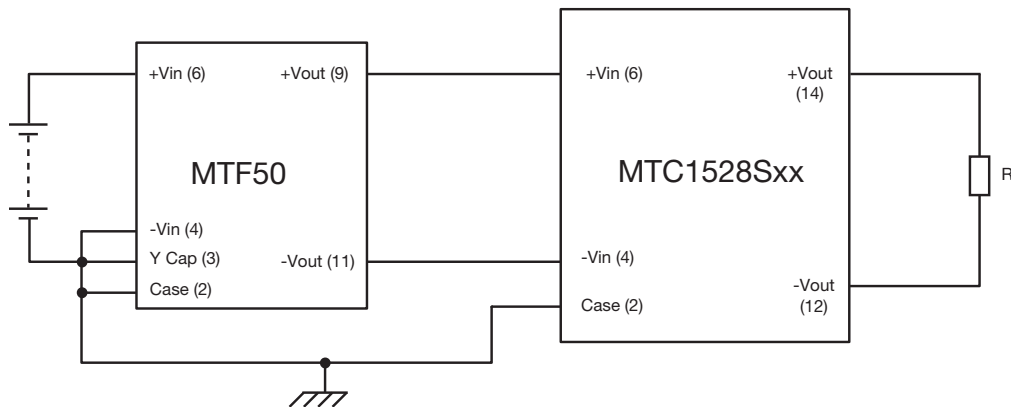 +Vin (6)
+Vout (9)
MTF50
-Vin (4)
Y Cap (3)
-Vout (11)
Case (2)
+Vin (6)
+Vout
(14)
MTC1528Sxx
-Vin (4)
Case (2)
-Vout
(12)
R